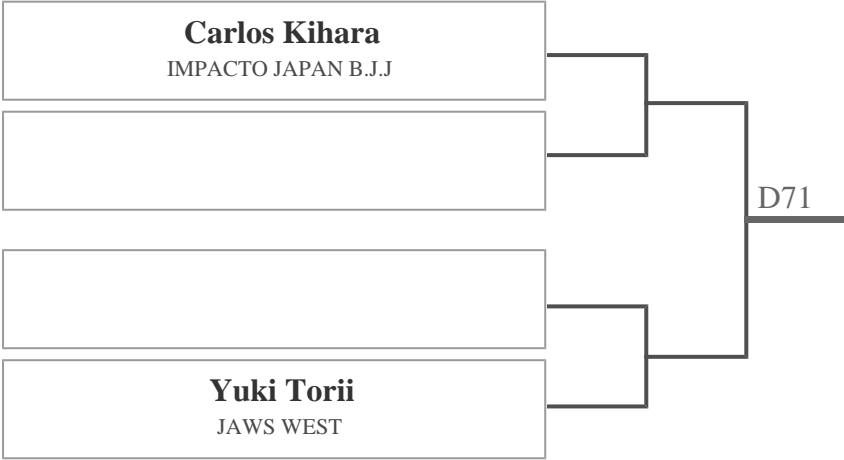 Carlos Kihara
IMPACTO JAPAN B.J.J
D71
Yuki Torii
JAWS WEST